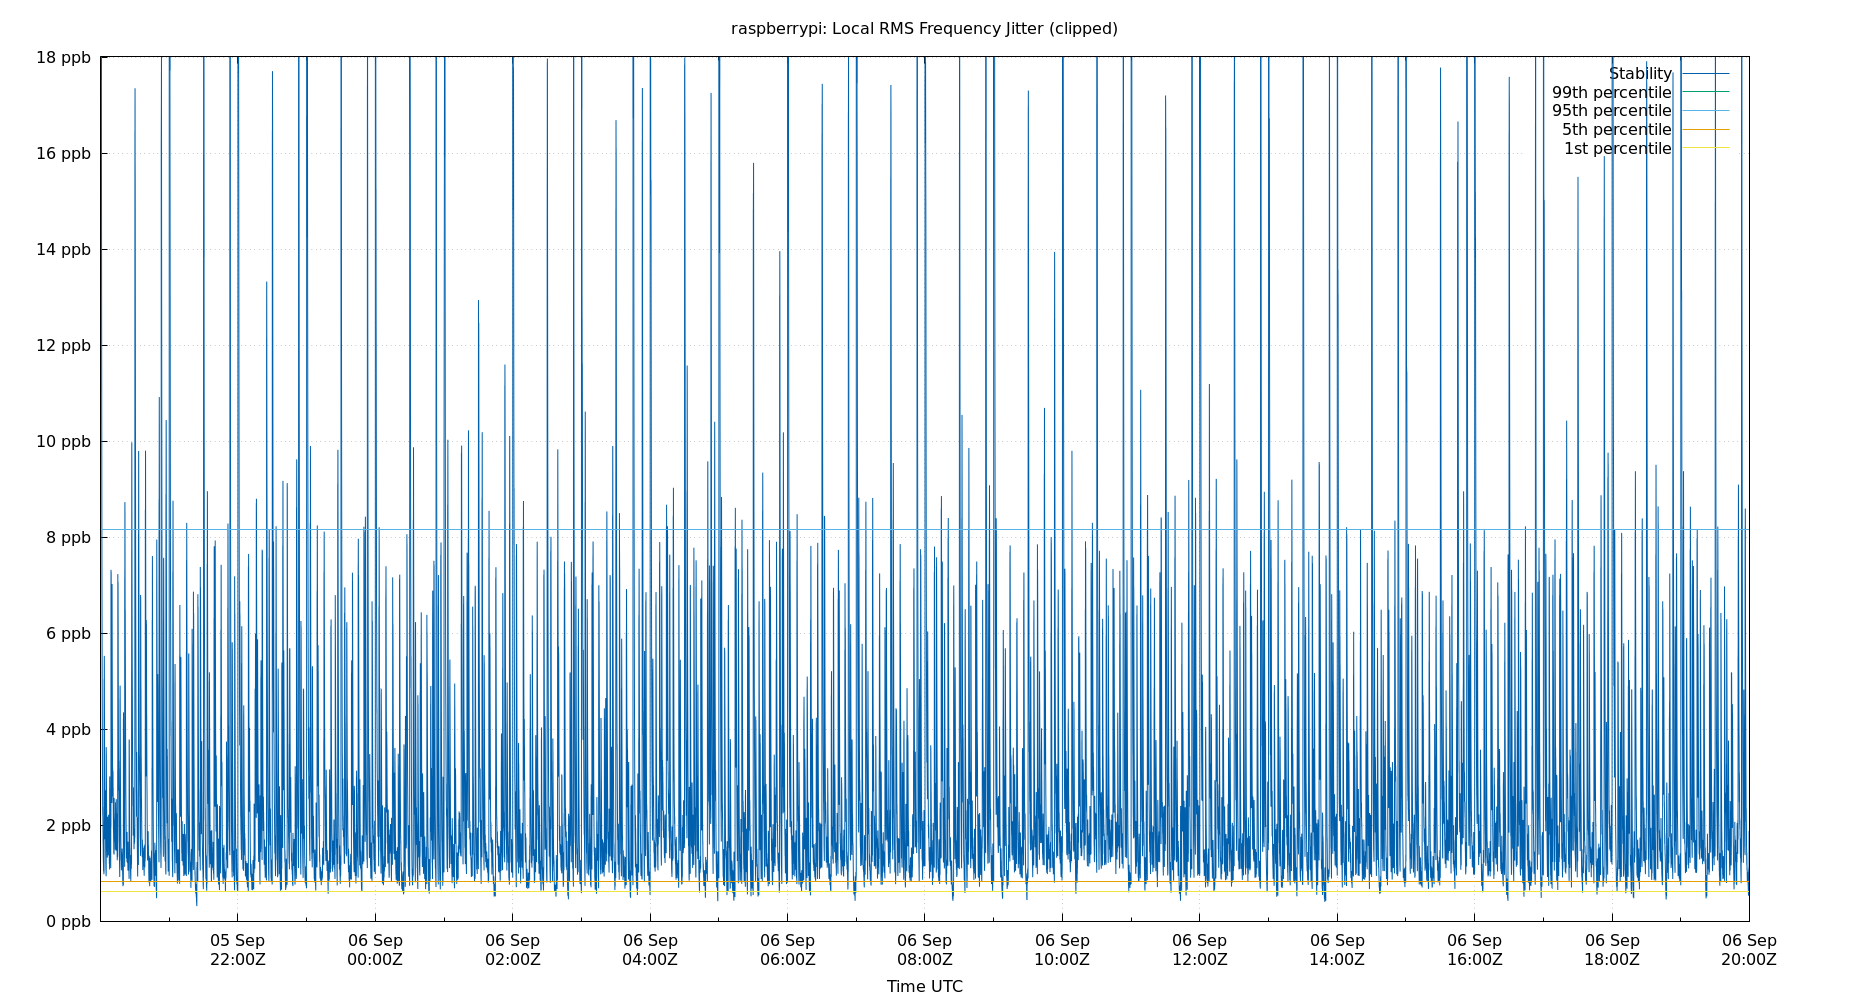 raspberrypi: Local RMS Frequency Jitter (clipped)
18 ppb
16 ppb
14 ppb
12 ppb
10 ppb
8 ppb
6 ppb
4 ppb
2 ppb
0 ppb
Stability
99th percentile
95th percentile
5th percentile
1st percentile
05 Sep 06 Sep 06 Sep 06 Sep 06 Sep 06 Sep 06 Sep 06 Sep 06 Sep 06 Sep 06 Sep 06 Sep
22:00Z 00:00Z 02:00Z 04:00Z 06:00Z 08:00Z 10:00Z 12:00Z 14:00Z 16:00Z 18:00Z 20:00Z
Time UTC